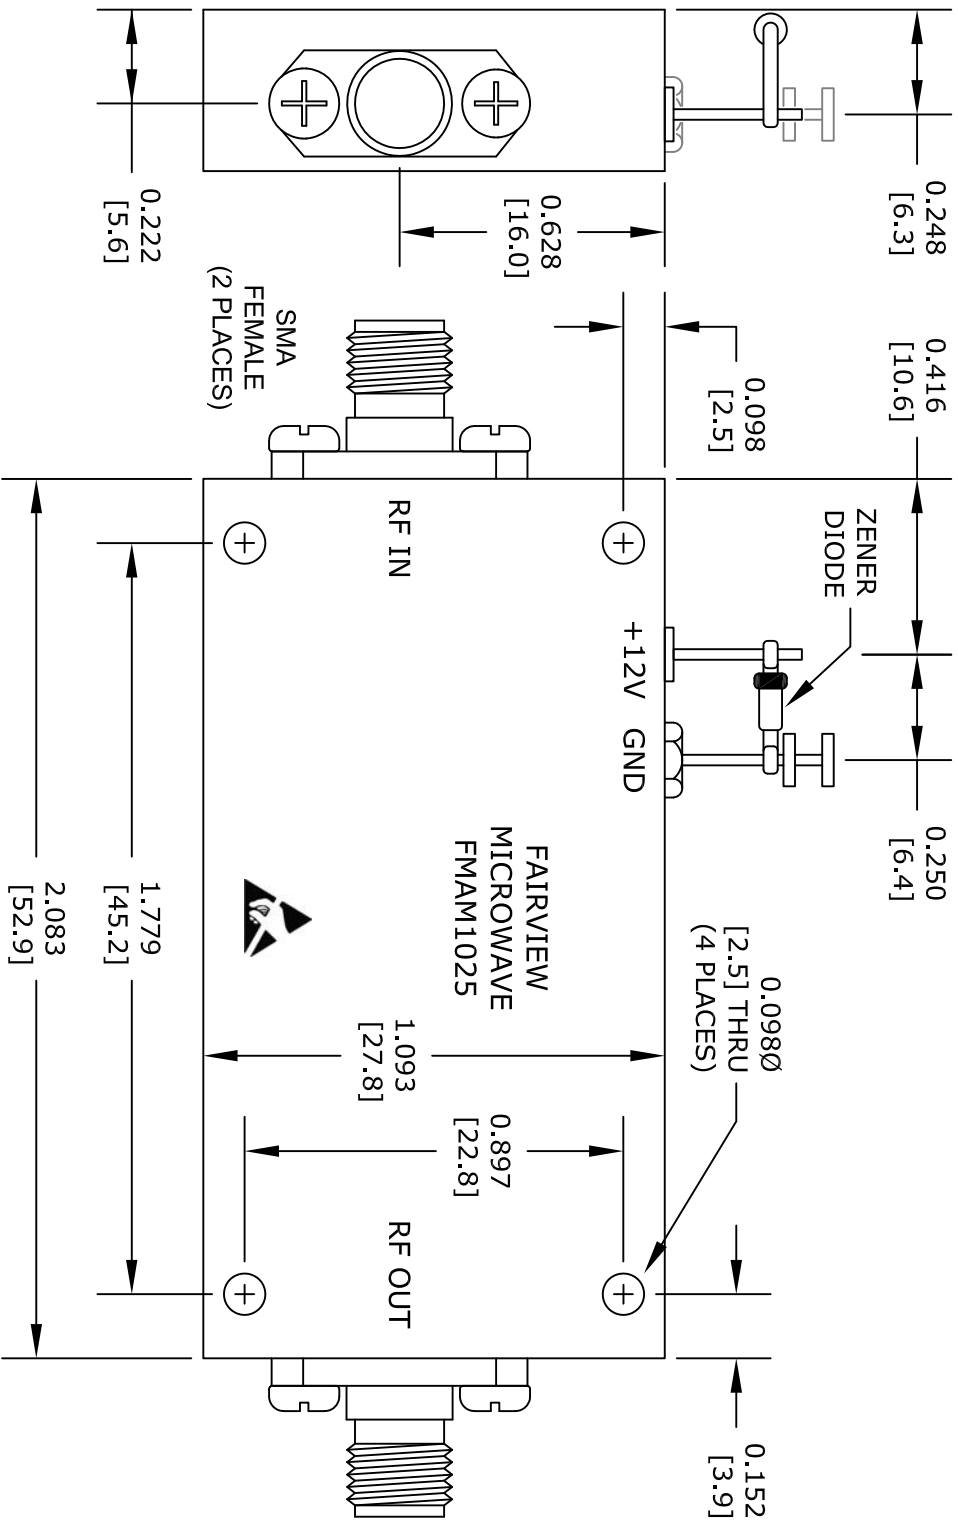 0.248
[6.3]
0.416
[10.6]
0.250
[6.4]
ZENER
DIODE
0.098
[2.5]
0.098Ø
[2.5] THRU
(4 PLACES)
0.152
[3.9]
+12V
GND
0.628
[16.0]
FAIRVIEW
MICROWAVE
FMAM1025
0.897
[22.8]
1.093
[27.8]
RF IN
RF OUT
SMA
FEMALE
(2 PLACES)
0.222
[5.6]
1.779
[45.2]
2.083
[52.9]